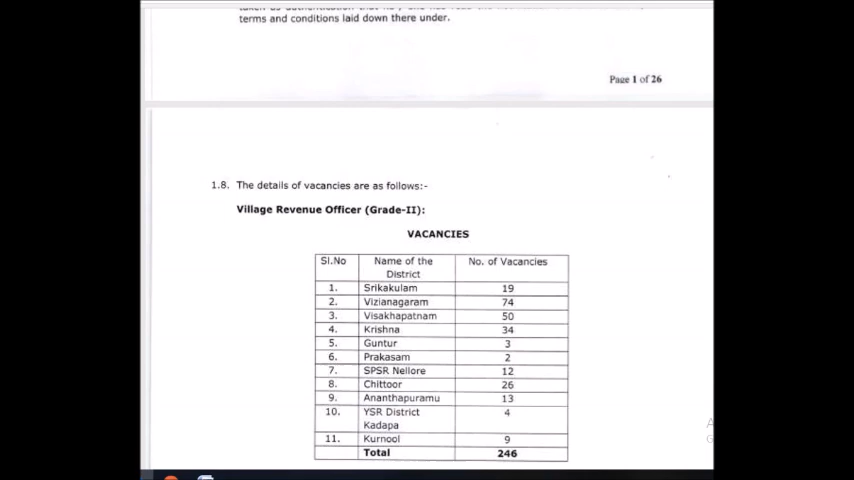 terms and conditions laid down there under.
Page 1 of 26
1.8. The details of vacancies are as follows:-
Village Revenue Officer (Grade-II):
VACANCIES
Sl.No Name of the District No. of Vacancies
1. Srikakulam 19
2. Vizianagaram 74
3. Visakhapatnam 50
4. Krishna 34
5. Guntur 3
6. Prakasam 2
7. SPSR Nellore 12
8. Chittoor 26
9. Ananthapuramu 13
10. YSR District Kadapa 4
11. Kurnool 9
Total 246